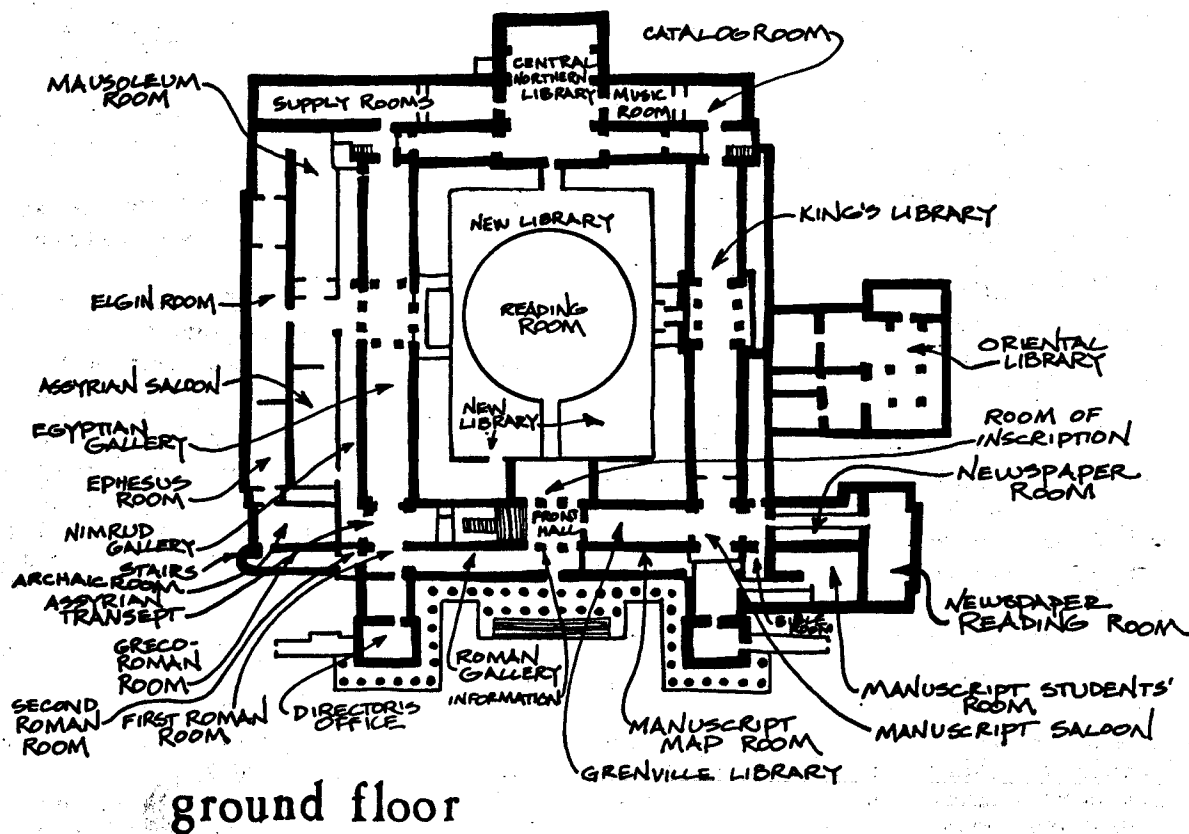 CATALOG ROOM
MAUSOLEUM
ROOM
CENTRAL
NORTHERN
LIBRARY
SUPPLY ROOMS
MUSIC
ROOM
KING'S LIBRARY
NEW LIBRARY
ELGIN ROOM
READING
ROOM
ORIENTAL
LIBRARY
ASSYRIAN SALOON
NEW
LIBRARY
EGYPTIAN
GALLERY
ROOM OF
INSCRIPTION
EPHESUS
ROOM
NEWSPAPER
ROOM
FRONT
HALL
NIMRUD
GALLERY
STAIRS
ARCHAIC ROOM
ASSYRIAN
TRANSEPT
NEWSPAPER
READING ROOM
GRECO-
ROMAN
ROOM
ROMAN
GALLERY
INFORMATION
SECOND
ROMAN
ROOM
FIRST ROMAN
ROOM
DIRECTOR'S
OFFICE
MANUSCRIPT STUDENTS'
ROOM
MANUSCRIPT
MAP ROOM
MANUSCRIPT SALOON
GRENVILLE LIBRARY
ground floor